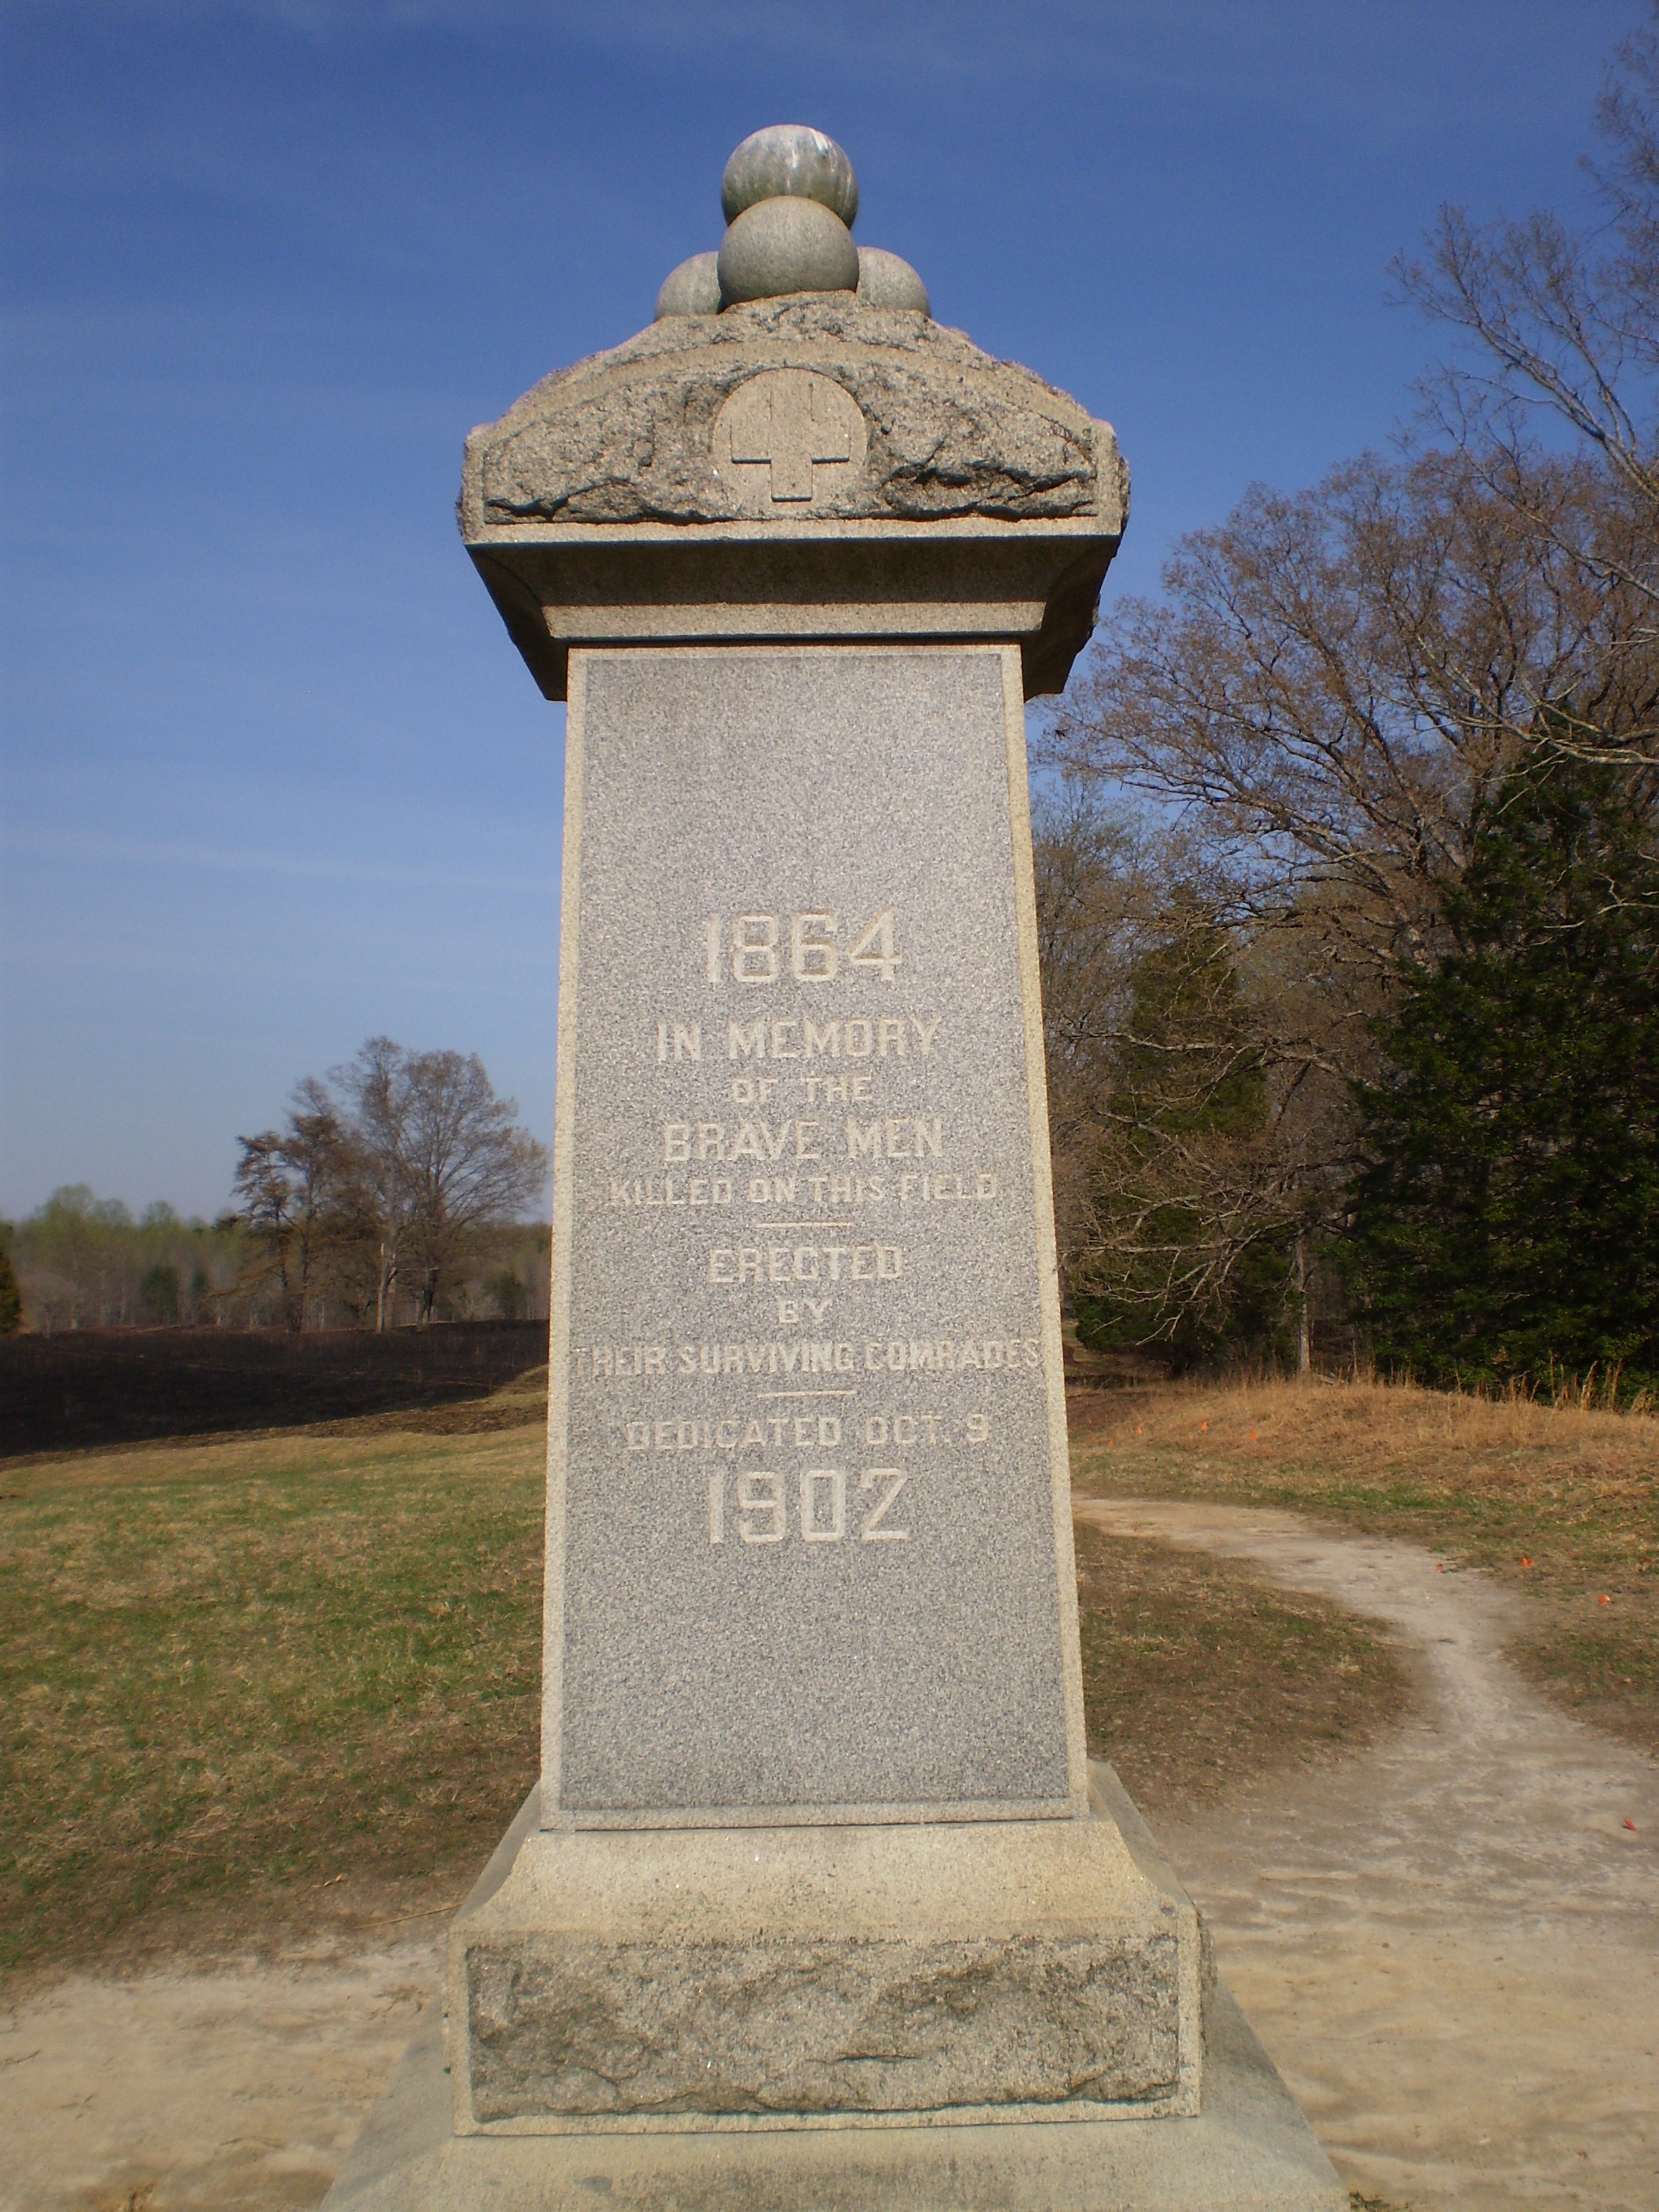 1864
IN MEMORY
OF THE
BRAVE MEN
KILLED ON THIS FIELD
ERECTED
BY
THEIR SURVIVING COMRADES
DEDICATED OCT. 9
1902